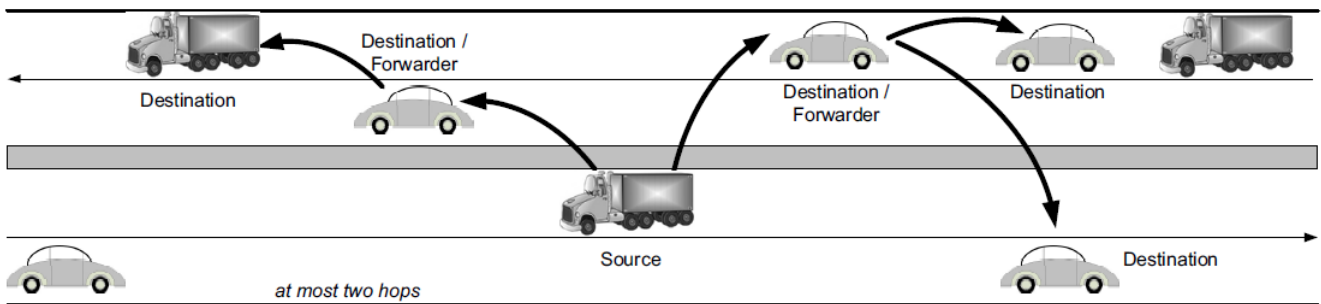 Destination /
Forwarder
Destination
Destination /
Forwarder
Destination
Source
Destination
at most two hops